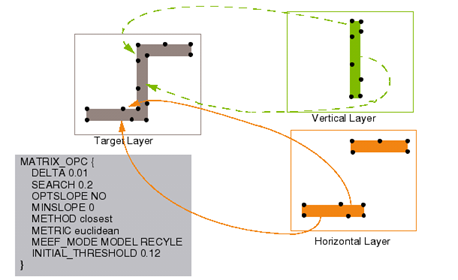 Target Layer
Vertical Layer
Horizontal Layer
MATRIX_OPC {
DELTA 0.01
SEARCH 0.2
OPTSLOPE NO
MINSLOPE 0
METHOD closest
METRIC euclidean
MEEF_MODE MODEL RECYLE
INITIAL_THRESHOLD 0.12
}